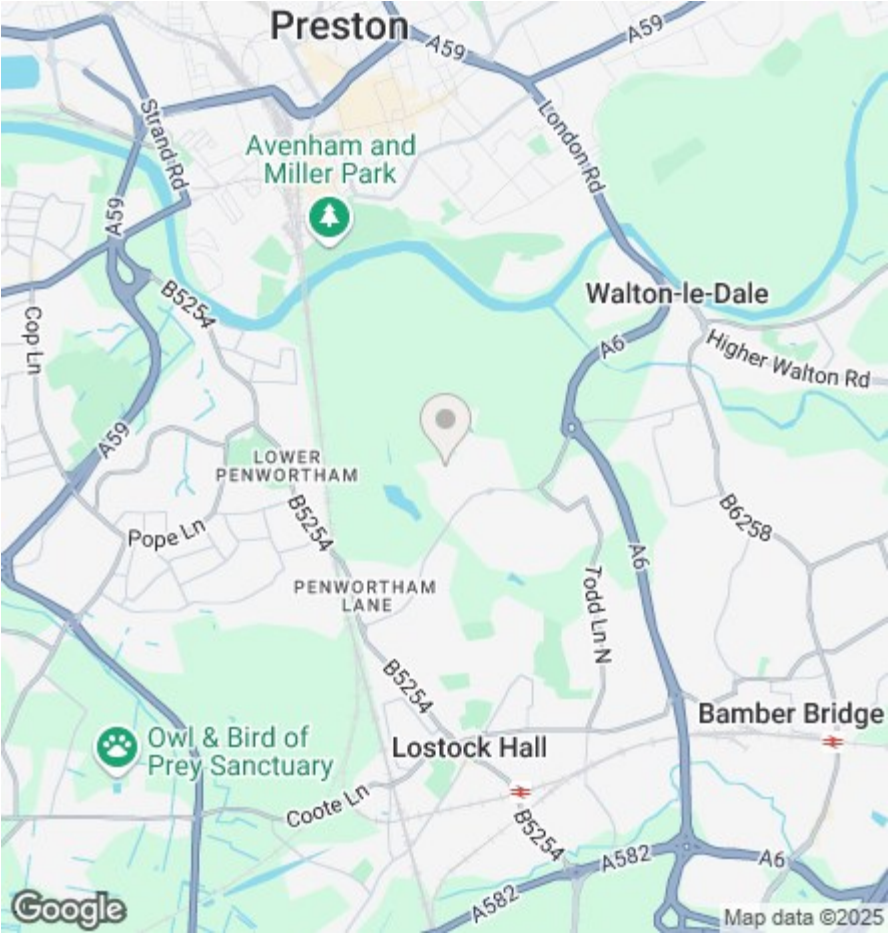 Preston
A59
A59
Strand Rd
London Rd
Avenham and
Miller Park
A59
B5254
Walton-le-Dale
Cop Ln
A6
Higher Walton Rd
A59
LOWER
PENWORTHAM
B5254
B6258
Pope Ln
A6
PENWORTHAM
LANE
Todd Ln N
B5254
Bamber Bridge
Owl & Bird of
Prey Sanctuary
Lostock Hall
Coote Ln
B5254
A582
A6
A582
Google
Map data ©2025